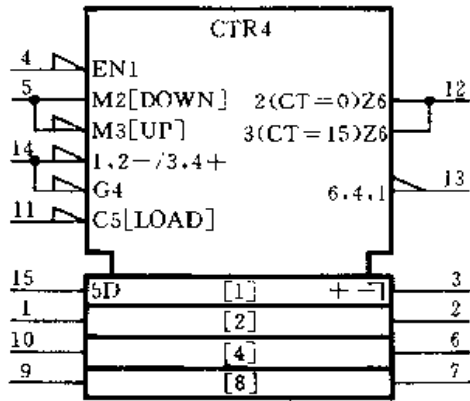 CTR4
4 EN1
5 M2[DOWN] 2(CT=0)Z6 12
M3[UP] 3(CT=15)Z6
14 1.2-/3.4+
G4 6.4.1 13
11 C5[LOAD]
15 5D [1] +¬ 3
1 [2] 2
10 [4] 6
9 [8] 7